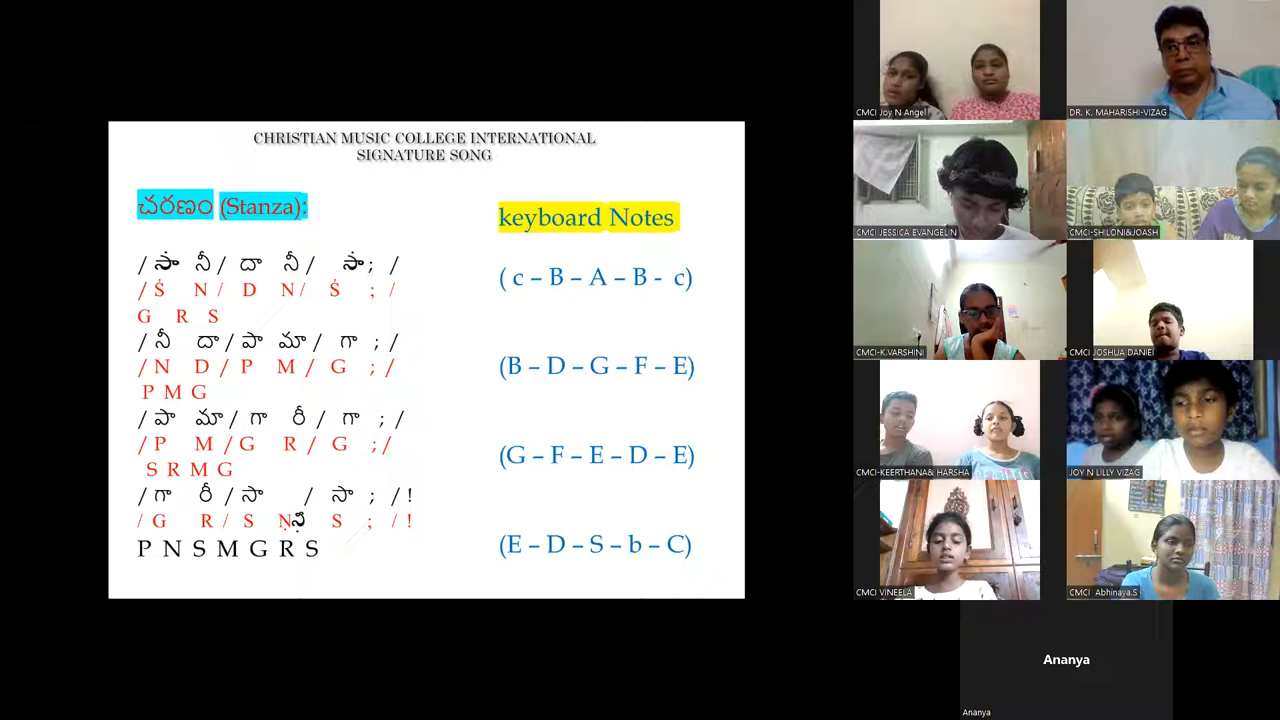 CHRISTIAN MUSIC COLLEGE INTERNATIONAL
SIGNATURE SONG
చరణం (Stanza):
keyboard Notes
/ సా̇ నీ / దా నీ / సా̇ ; /
/ Ṡ N / D N / Ṡ ; /
( c – B – A – B - c)
G R S
/ నీ దా / పా మా / గా ; /
/ N D / P M / G ; /
(B – D – G – F – E)
P M G
/ పా మా / గా రీ / గా ; /
/ P M / G R / G ; /
(G – F – E – D – E)
S R M G
/ గా రీ / సా / సా ; / !
/ G R / S Ṇని̣ S ; / !
(E – D – S – b – C)
P N S M G R S
CMCI Joy N Angel
DR. K. MAHARISHI-VIZAG
CMCI JESSICA EVANGELIN
CMCI-SHILONI&JOASH
CMCI-K.VARSHINI
CMCI JOSHUA DANIEL
CMCI-KEERTHANA& HARSHA
JOY N LILLY VIZAG
CMCI VINEELA
CMCI Abhinaya.S
Ananya
Ananya